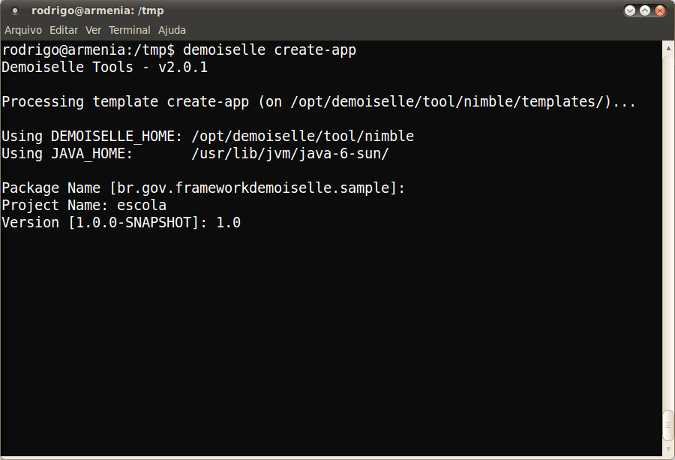 rodrigo@armenia: /tmp
Arquivo Editar Ver Terminal Ajuda
rodrigo@armenia:/tmp$ demoiselle create-app
Demoiselle Tools - v2.0.1
Processing template create-app (on /opt/demoiselle/tool/nimble/templates/)...
Using DEMOISELLE_HOME: /opt/demoiselle/tool/nimble
Using JAVA_HOME:       /usr/lib/jvm/java-6-sun/
Package Name [br.gov.frameworkdemoiselle.sample]:
Project Name: escola
Version [1.0.0-SNAPSHOT]: 1.0